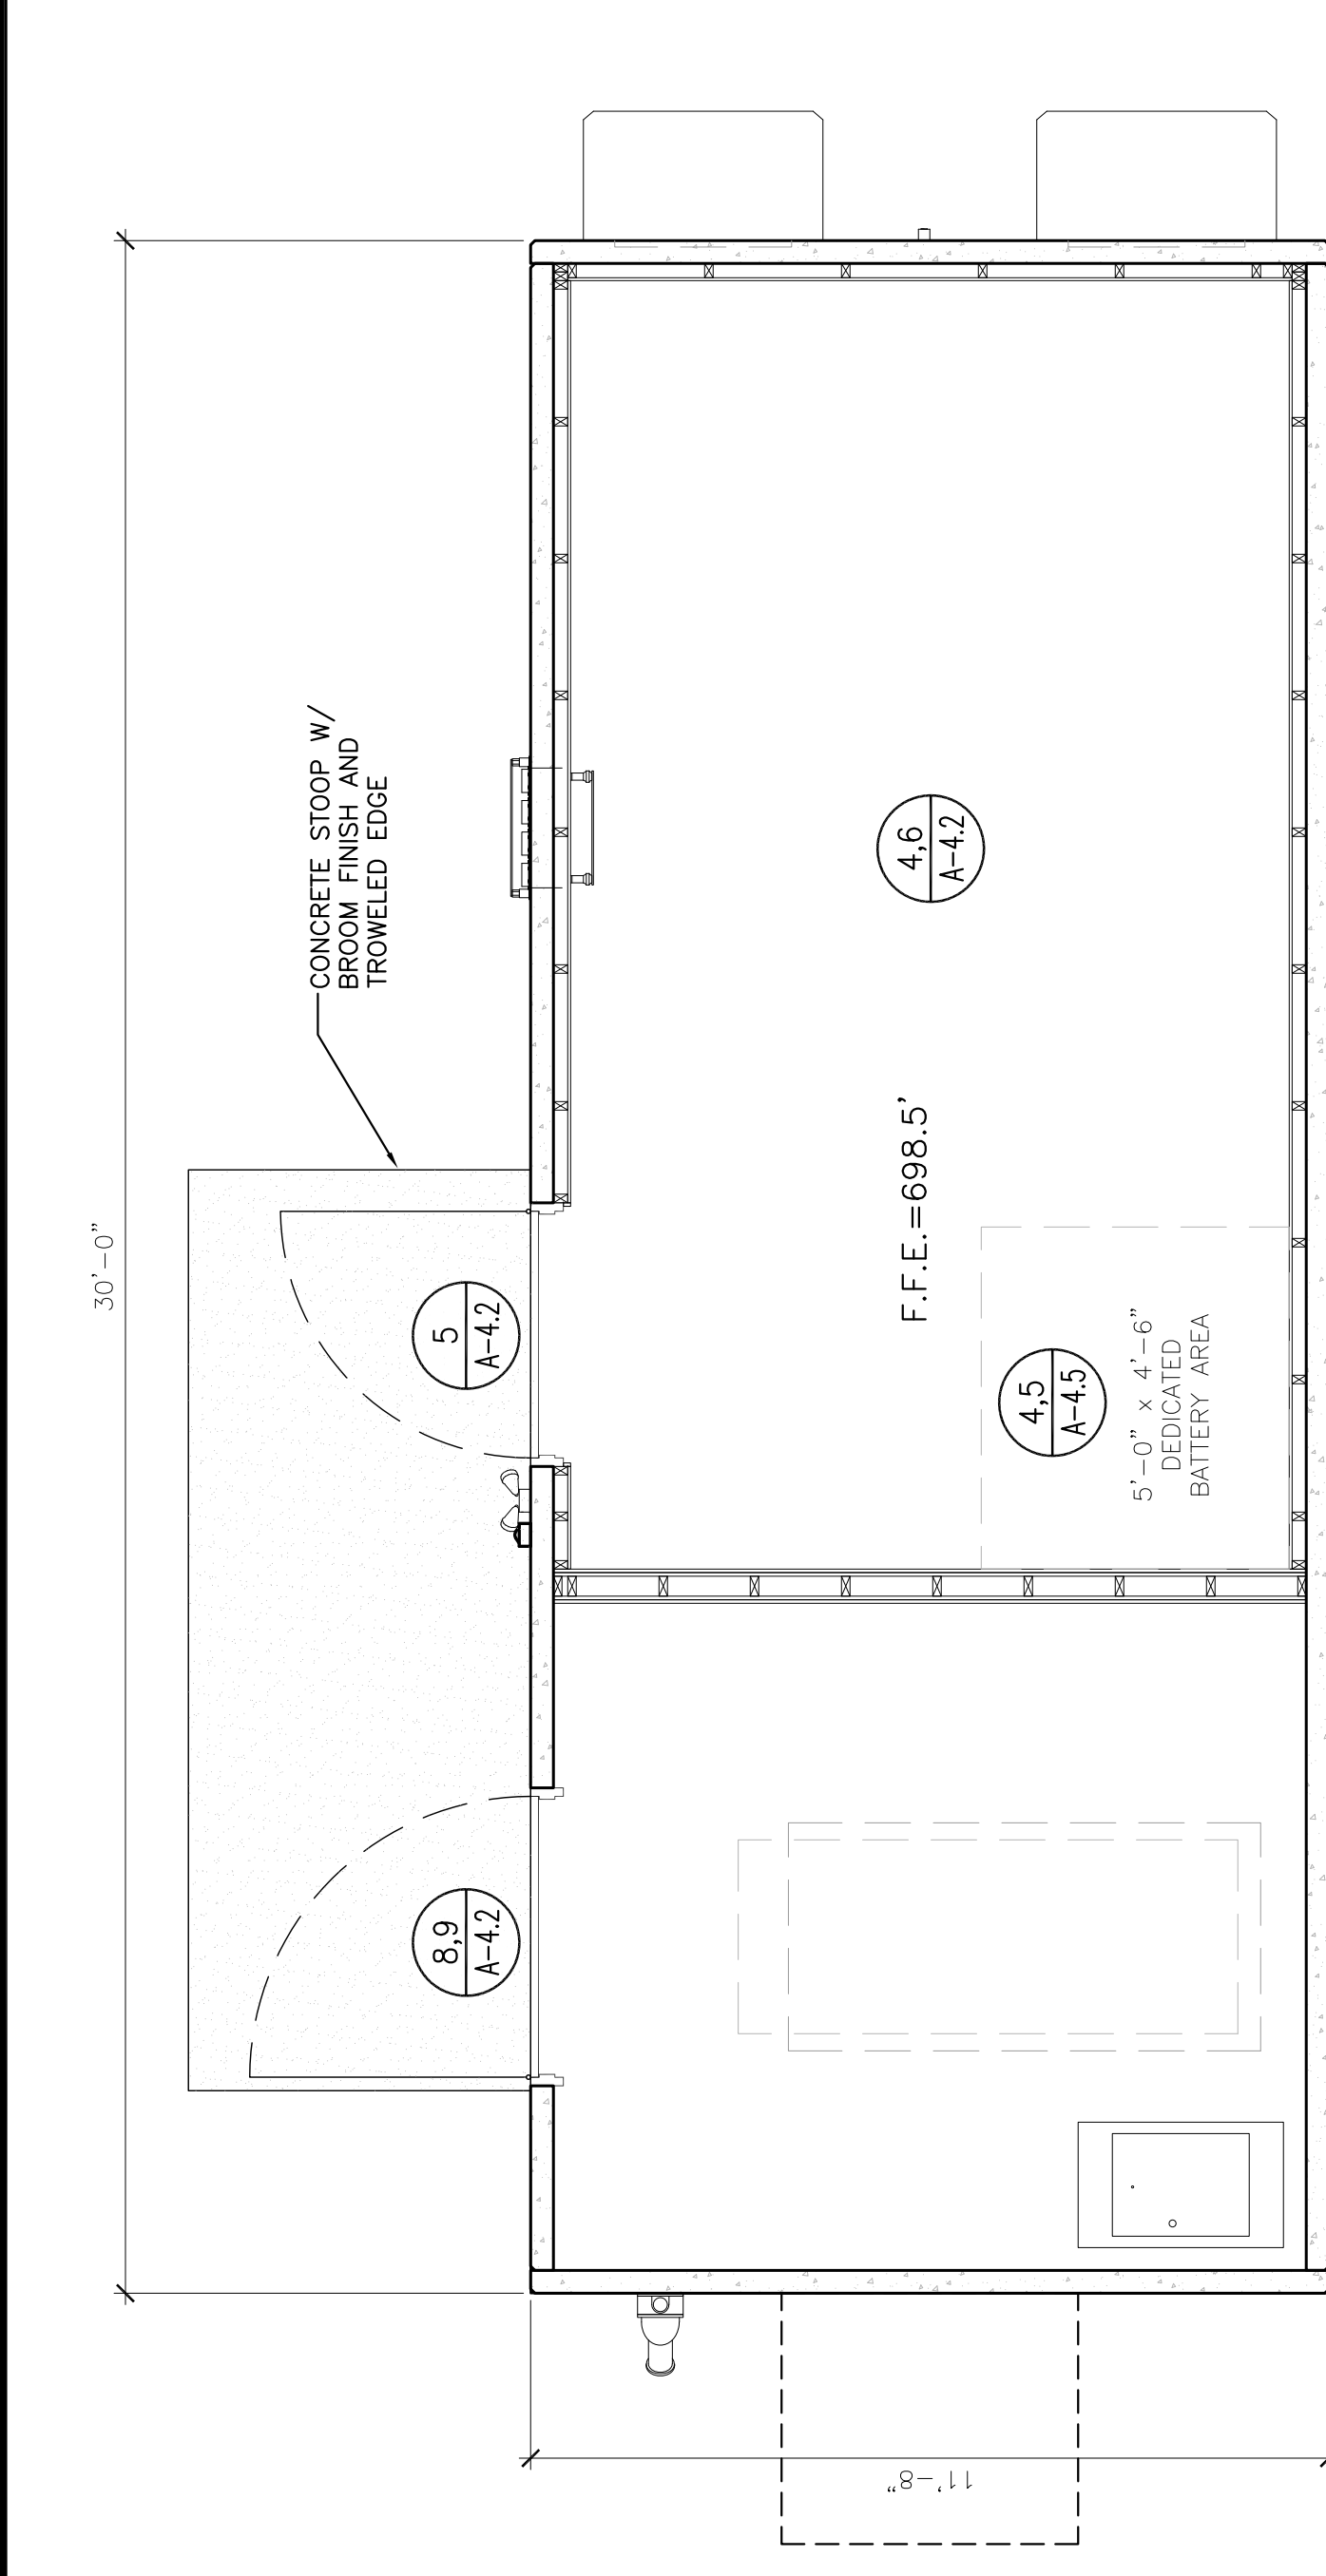 30'-0"
CONCRETE STOOP W/
BROOM FINISH AND
TROWELED EDGE
5
A-4.2
8,9
A-4.2
4,6
A-4.2
F.F.E.=698.5'
4,5
A-4.5
5'-0" x 4'-6"
DEDICATED
BATTERY AREA
11'-8"